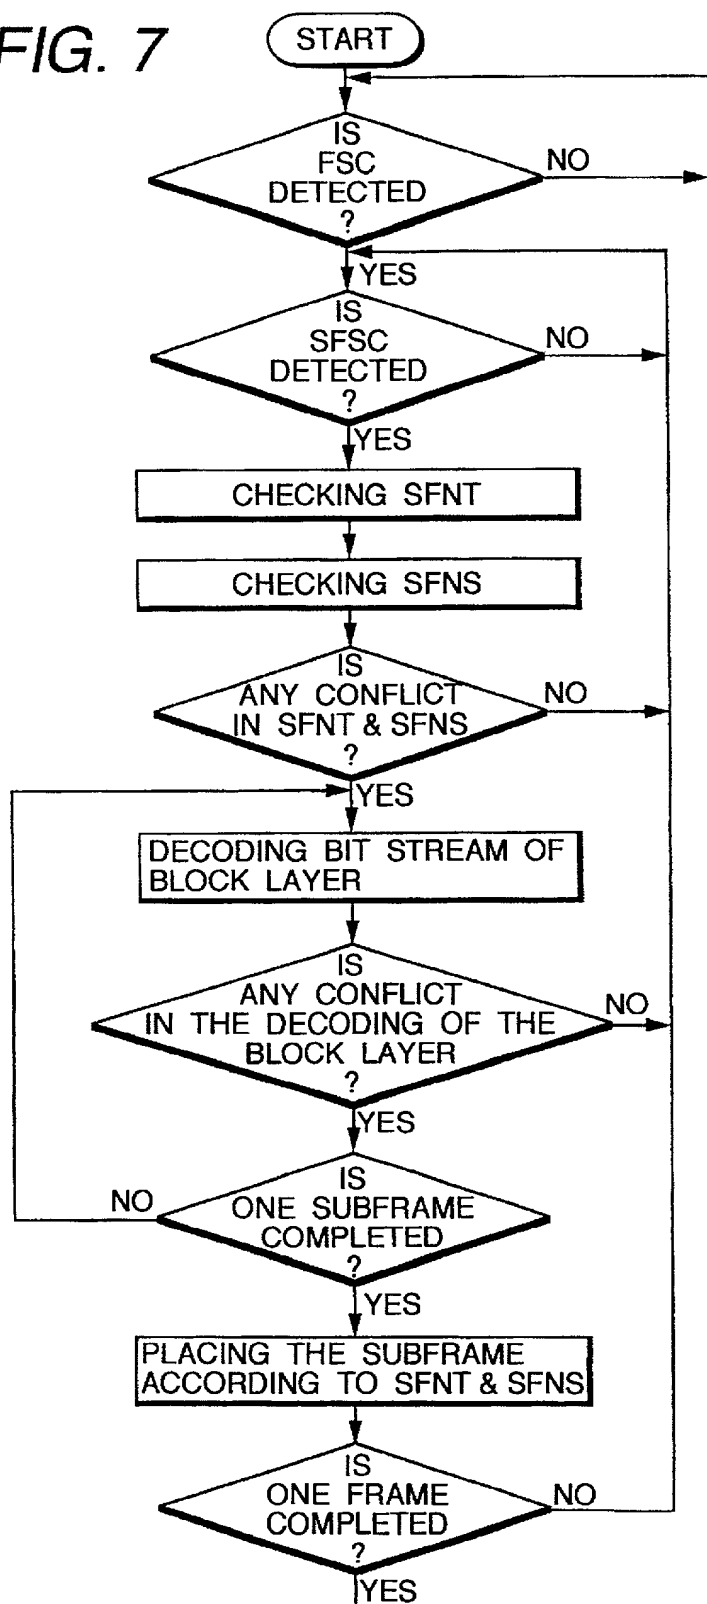 FIG. 7
START
IS
FSC
DETECTED
?
NO
YES
IS
SFSC
DETECTED
?
NO
YES
CHECKING SFNT
CHECKING SFNS
IS
ANY CONFLICT
IN SFNT & SFNS
?
NO
YES
DECODING BIT STREAM OF
BLOCK LAYER
IS
ANY CONFLICT
IN THE DECODING OF THE
BLOCK LAYER
?
NO
YES
IS
ONE SUBFRAME
COMPLETED
?
NO
YES
PLACING THE SUBFRAME
ACCORDING TO SFNT & SFNS
IS
ONE FRAME
COMPLETED
?
NO
YES